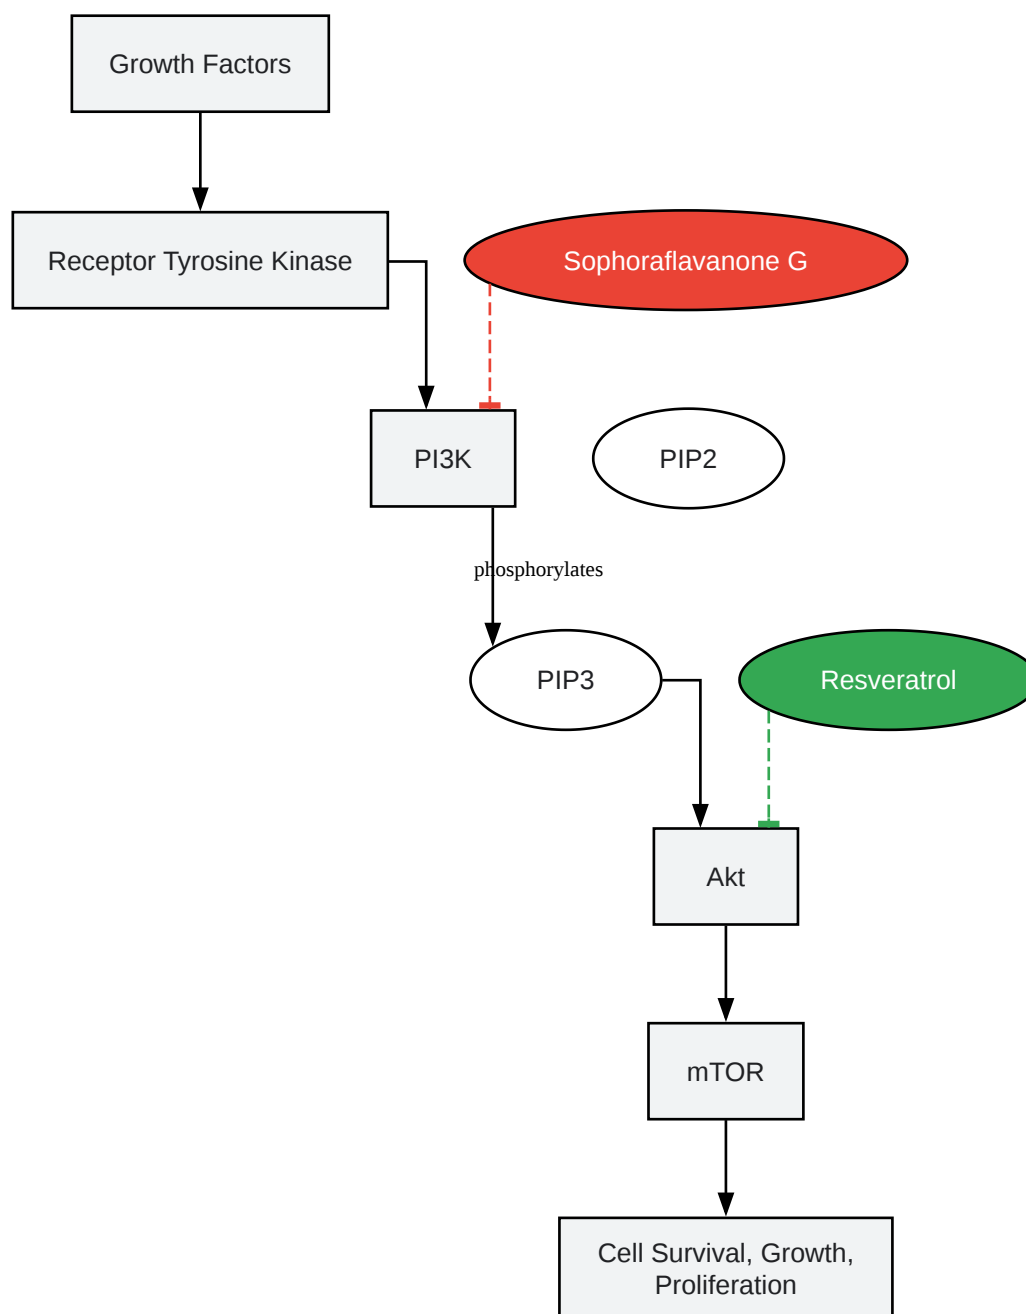 Growth Factors
Receptor Tyrosine Kinase
Sophoraflavanone G
PI3K
PIP2
phosphorylates
PIP3
Resveratrol
Akt
mTOR
Cell Survival, Growth,
Proliferation